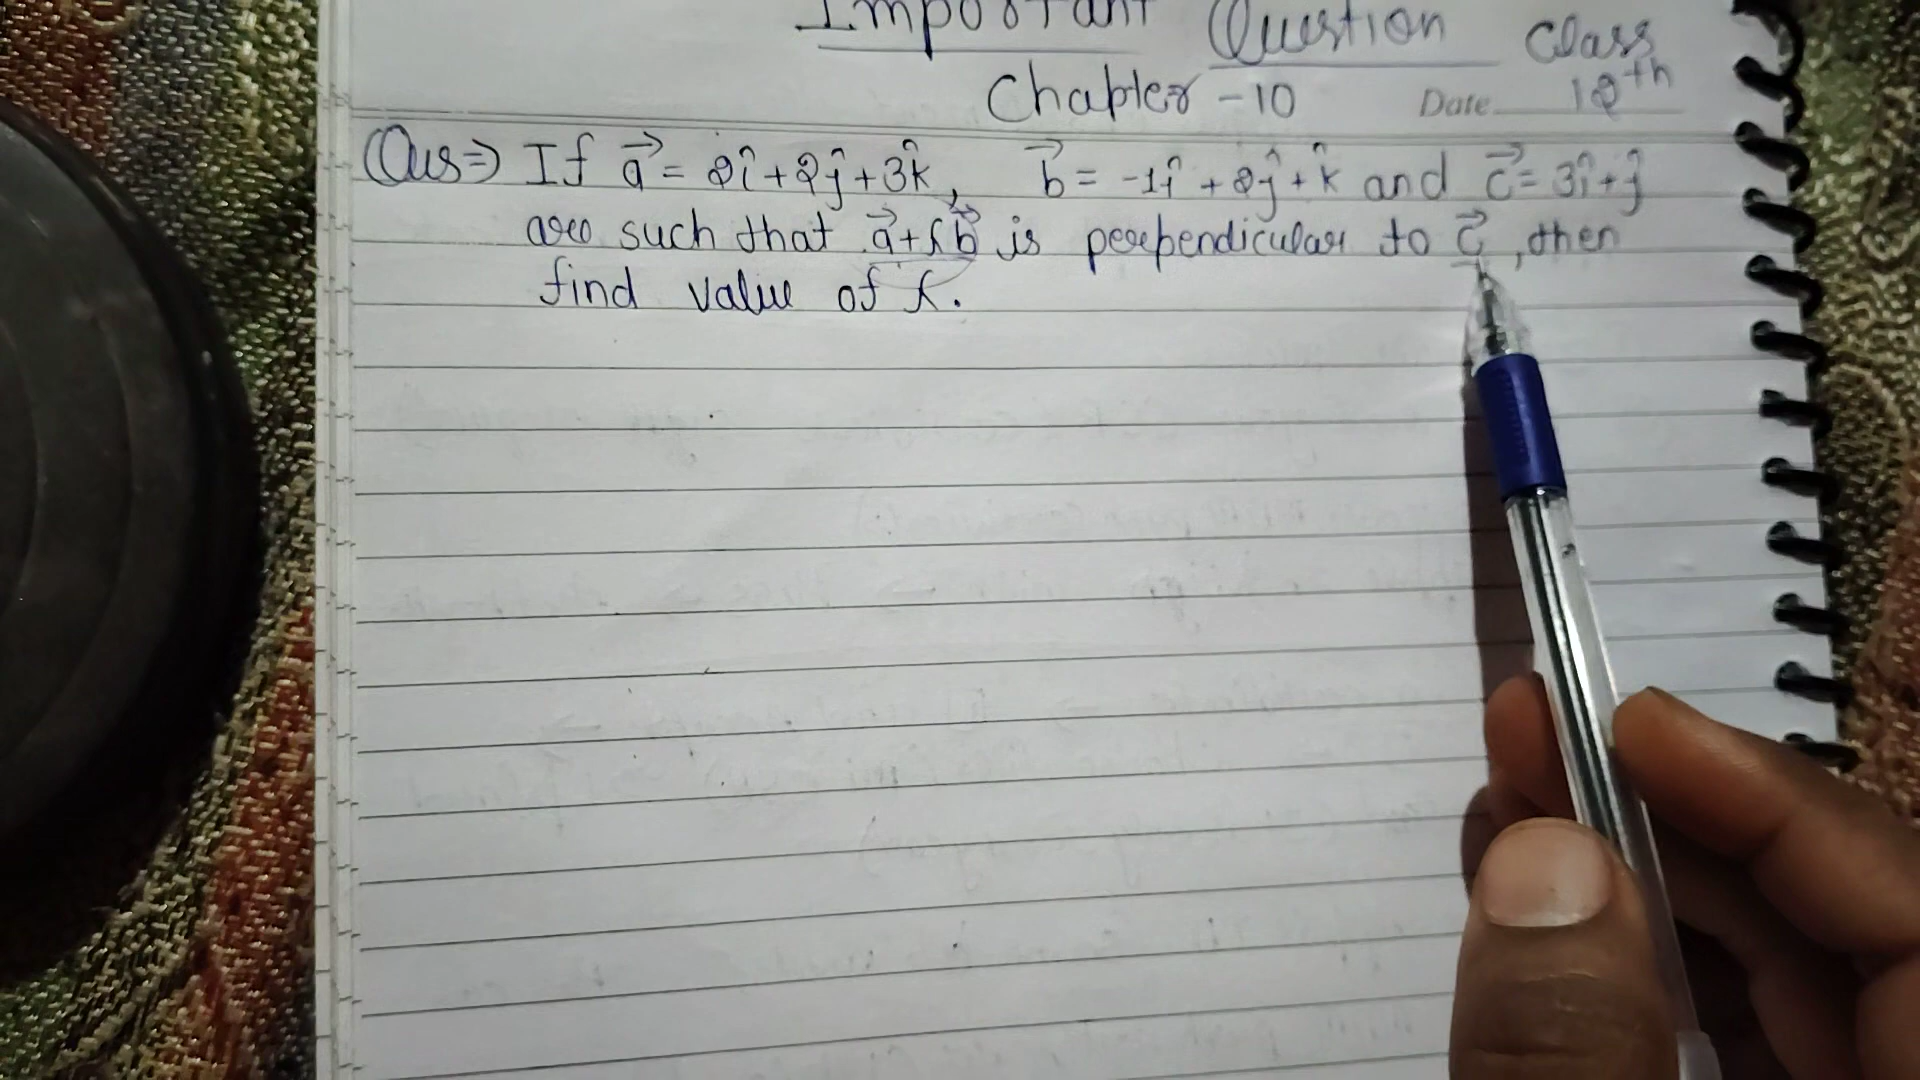 Important Question Class
Chapter - 10 Date 12th
Ques ⇒ If a⃗ = 2î + 2ĵ + 3k̂, b⃗ = -1î + 2ĵ + k̂ and c⃗ = 3î + ĵ
are such that a⃗ + λb⃗ is perpendicular to c⃗, then
find value of λ.